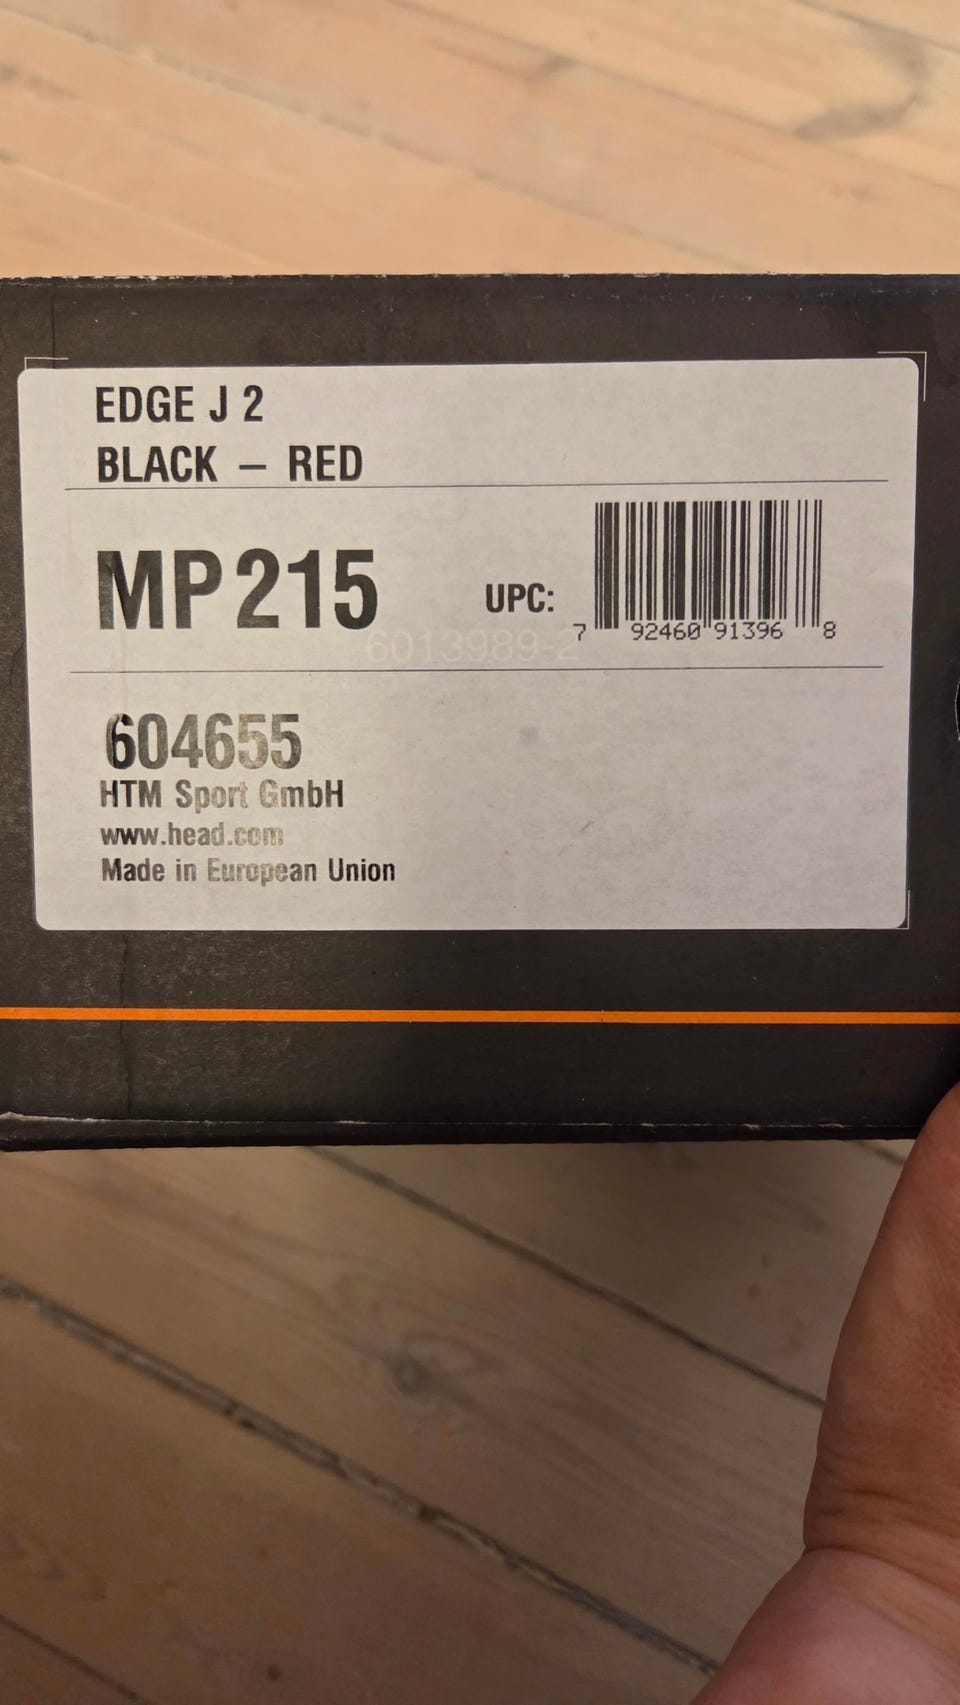 EDGE J 2
BLACK – RED
MP 215
UPC:
7 92460 91396 8
6013989-2
604655
HTM Sport GmbH
www.head.com
Made in European Union